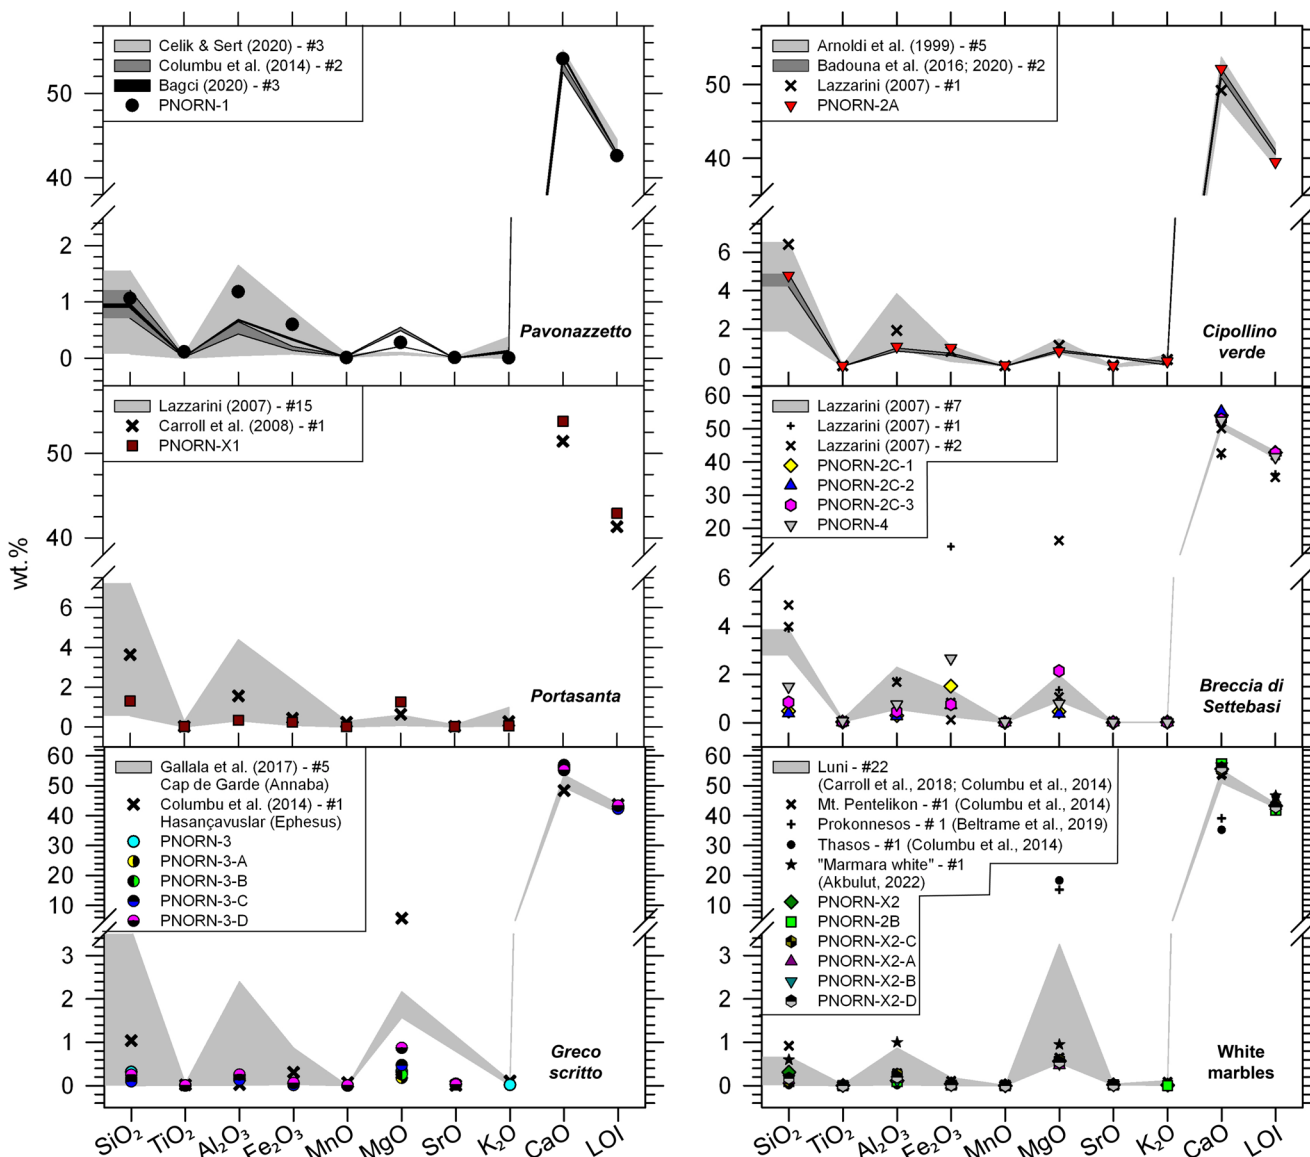 wt.%
Celik & Sert (2020) - #3
Columbu et al. (2014) - #2
Bagci (2020) - #3
PNORN-1
50
40
2
1
0
Pavonazzetto
Arnoldi et al. (1999) - #5
Badouna et al. (2016; 2020) - #2
Lazzarini (2007) - #1
PNORN-2A
50
40
6
4
2
0
Cipollino
verde
Lazzarini (2007) - #15
Carroll et al. (2008) - #1
PNORN-X1
50
40
6
4
2
0
Portasanta
Lazzarini (2007) - #7
Lazzarini (2007) - #1
Lazzarini (2007) - #2
PNORN-2C-1
PNORN-2C-2
PNORN-2C-3
PNORN-4
60
50
40
30
20
6
4
2
0
Breccia di
Settebasi
Gallala et al. (2017) - #5
Cap de Garde (Annaba)
Columbu et al. (2014) - #1
Hasançavuslar (Ephesus)
PNORN-3
PNORN-3-A
PNORN-3-B
PNORN-3-C
PNORN-3-D
60
50
40
30
20
10
3
2
1
0
Greco
scritto
Luni - #22
(Carroll et al., 2018; Columbu et al., 2014)
Mt. Pentelikon - #1 (Columbu et al., 2014)
Prokonnesos - # 1 (Beltrame et al., 2019)
Thasos - #1 (Columbu et al., 2014)
"Marmara white" - #1
(Akbulut, 2022)
PNORN-X2
PNORN-2B
PNORN-X2-C
PNORN-X2-A
PNORN-X2-B
PNORN-X2-D
60
50
40
30
20
10
3
2
1
0
White
marbles
SiO₂ TiO₂ Al₂O₃ Fe₂O₃ MnO MgO SrO K₂O CaO LOI
SiO₂ TiO₂ Al₂O₃ Fe₂O₃ MnO MgO SrO K₂O CaO LOI